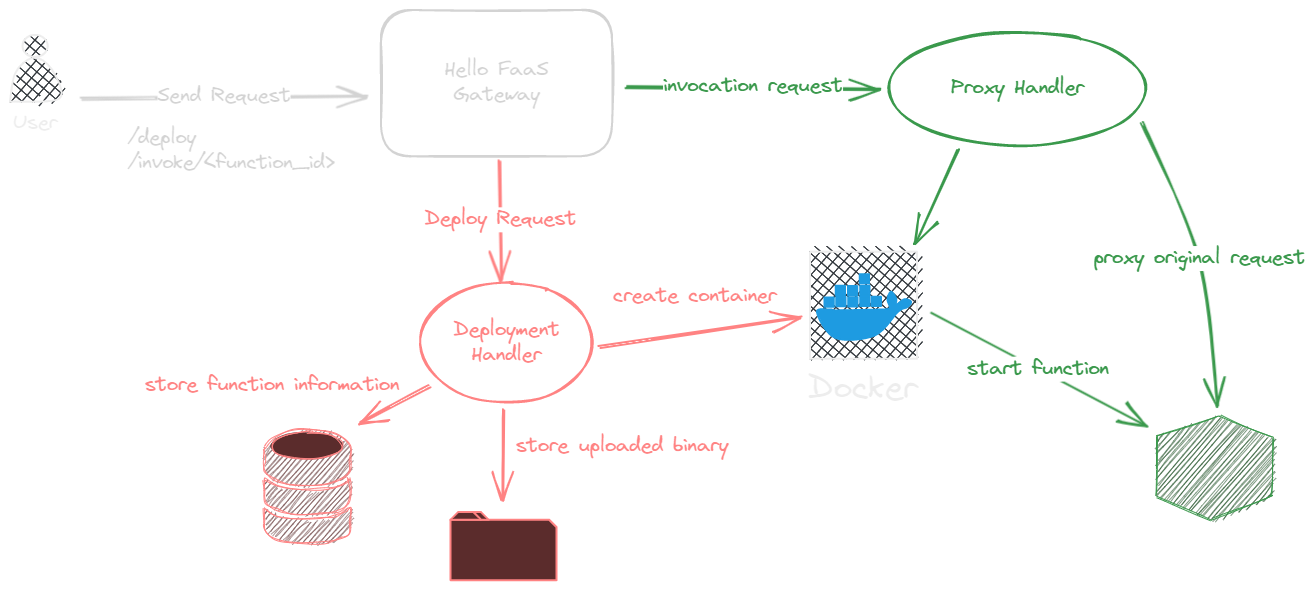 Hello FaaS
Gateway
invocation request
Proxy Handler
Send Request
User
/deploy
/invoke/<function_id>
Deploy Request
proxy original request
create container
Deployment
Handler
Docker
start function
store function information
store uploaded binary